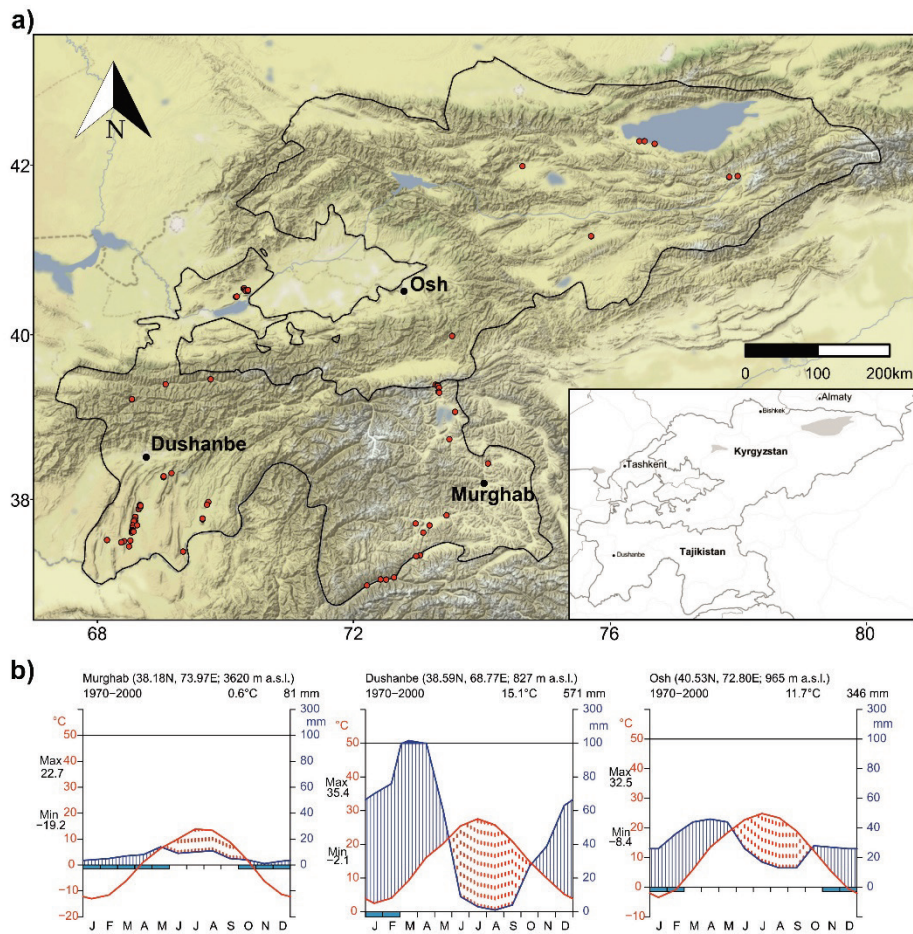 a)
N
42
40
38
Osh
Dushanbe
Murghab
0 100 200km
Almaty
Bishkek
Kyrgyzstan
Tashkent
Dushanbe
Tajikistan
68 72 76 80
b)
Murghab (38.18N, 73.97E; 3620 m a.s.l.)
1970−2000 0.6°C 81 mm
°C
50
40
30
20
10
0
−10
−20
Max
22.7
Min
−19.2
300
mm
100
80
60
40
20
0
J F M A M J J A S O N D
Dushanbe (38.59N, 68.77E; 827 m a.s.l.)
1970−2000 15.1°C 571 mm
°C
50
40
30
20
10
0
Max
35.4
Min
−2.1
300
mm
100
80
60
40
20
0
J F M A M J J A S O N D
Osh (40.53N, 72.80E; 965 m a.s.l.)
1970−2000 11.7°C 346 mm
°C
50
40
30
20
10
0
−10
Max
32.5
Min
−8.4
300
mm
100
80
60
40
20
0
J F M A M J J A S O N D